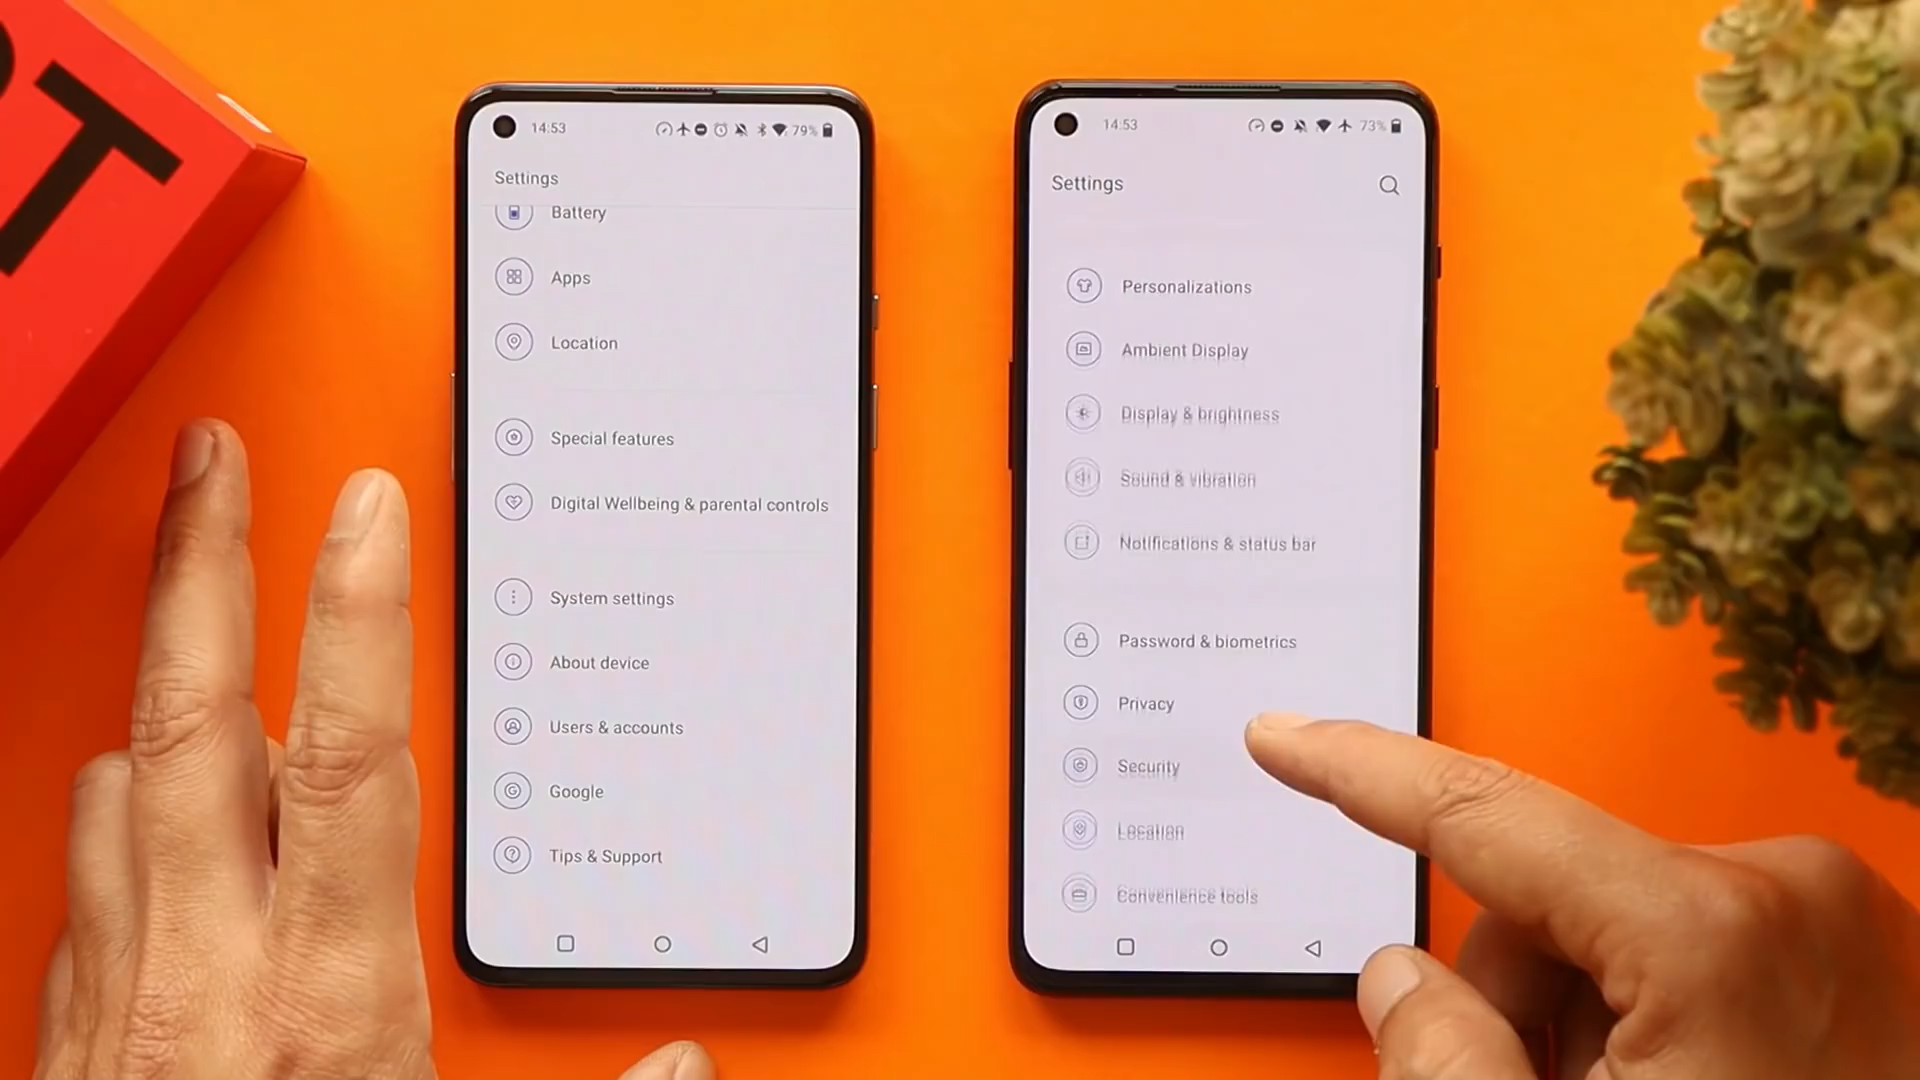 T
14:53
79%
Settings
Battery
Apps
Location
Special features
Digital Wellbeing & parental controls
System settings
About device
Users & accounts
Google
Tips & Support
14:53
73%
Settings
Personalizations
Ambient Display
Display & brightness
Sound & vibration
Notifications & status bar
Password & biometrics
Privacy
Security
Location
Convenience tools